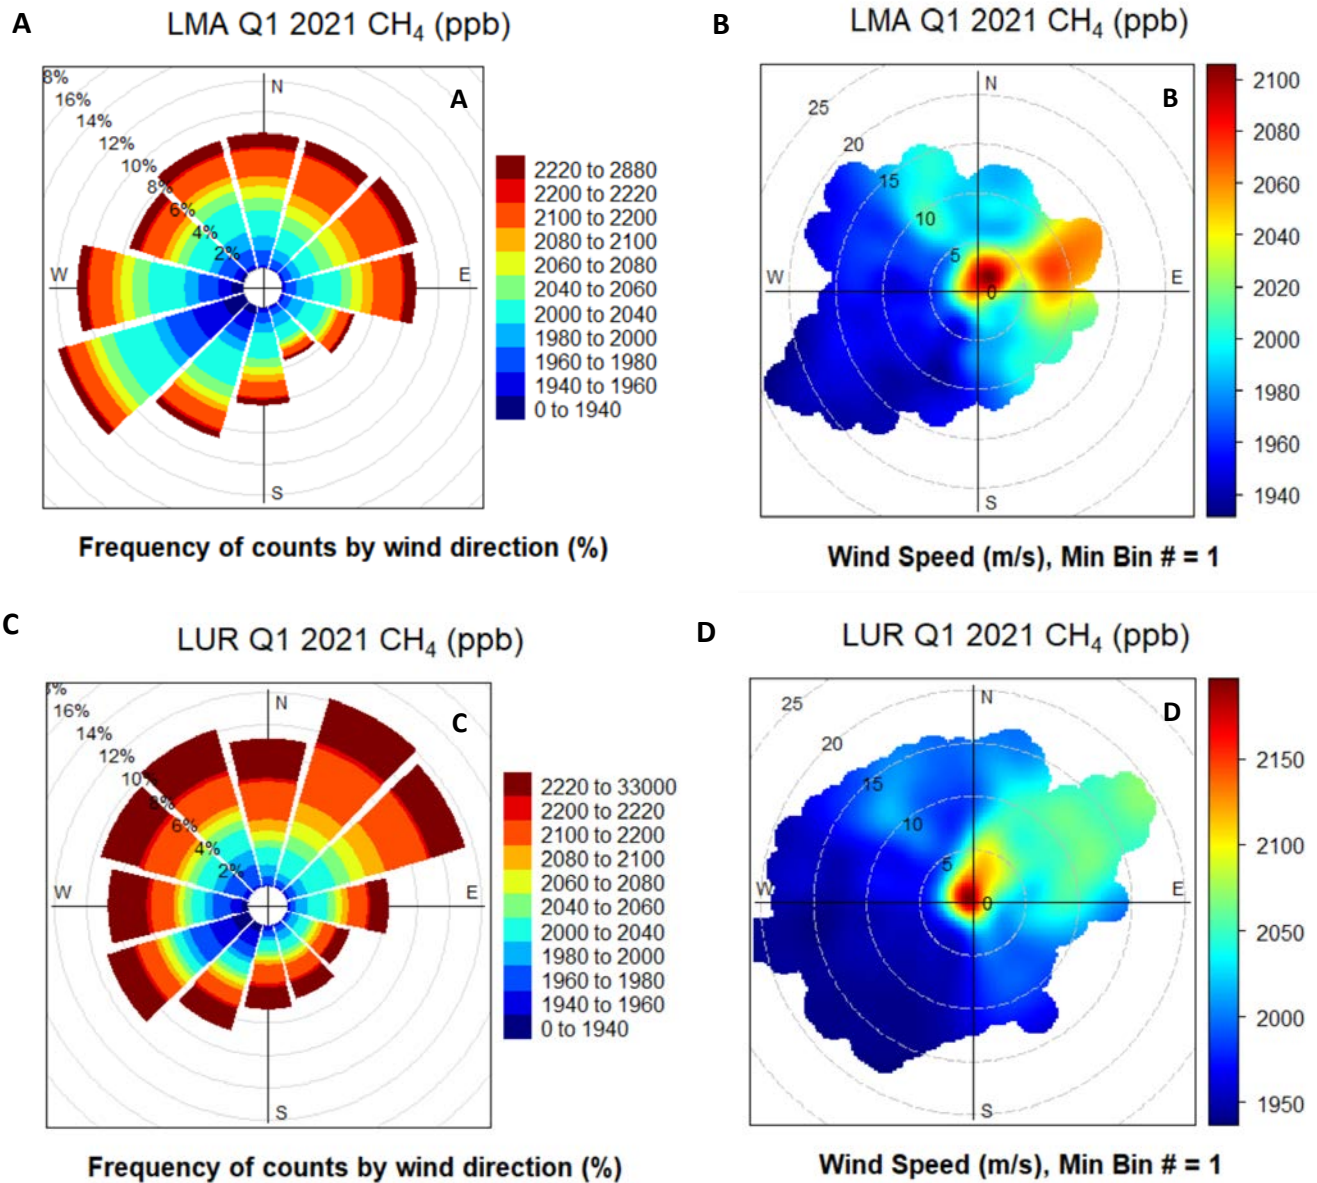 A
LMA Q1 2021 CH4 (ppb)
A
N
W
E
S
8%
16%
14%
12%
10%
8%
6%
4%
2%
2220 to 2880
2200 to 2220
2100 to 2200
2080 to 2100
2060 to 2080
2040 to 2060
2000 to 2040
1980 to 2000
1960 to 1980
1940 to 1960
0 to 1940
Frequency of counts by wind direction (%)
B
LMA Q1 2021 CH4 (ppb)
B
N
W
E
S
25
20
15
10
5
0
2100
2080
2060
2040
2020
2000
1980
1960
1940
Wind Speed (m/s), Min Bin # = 1
C
LUR Q1 2021 CH4 (ppb)
C
N
W
E
S
16%
14%
12%
10%
8%
6%
4%
2%
2220 to 33000
2200 to 2220
2100 to 2200
2080 to 2100
2060 to 2080
2040 to 2060
2000 to 2040
1980 to 2000
1960 to 1980
1940 to 1960
0 to 1940
Frequency of counts by wind direction (%)
D
LUR Q1 2021 CH4 (ppb)
D
N
W
E
S
25
20
15
10
5
0
2150
2100
2050
2000
1950
Wind Speed (m/s), Min Bin # = 1